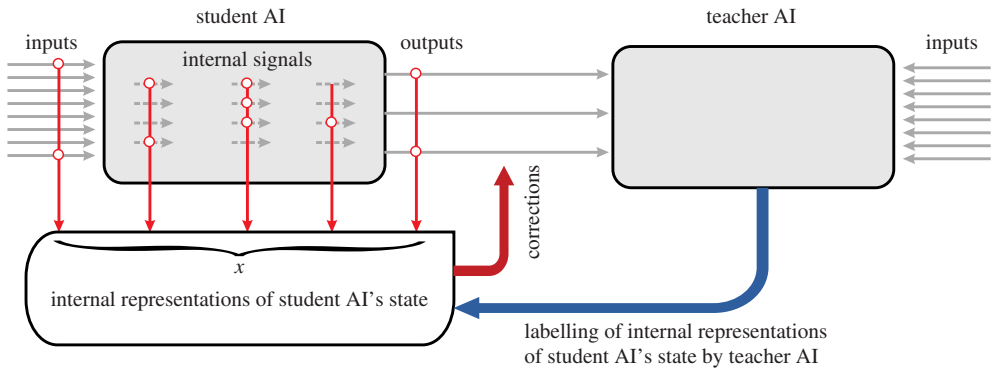 student AI
teacher AI
inputs
internal signals
outputs
inputs
corrections
x
internal representations of student AI's state
labelling of internal representations
of student AI's state by teacher AI